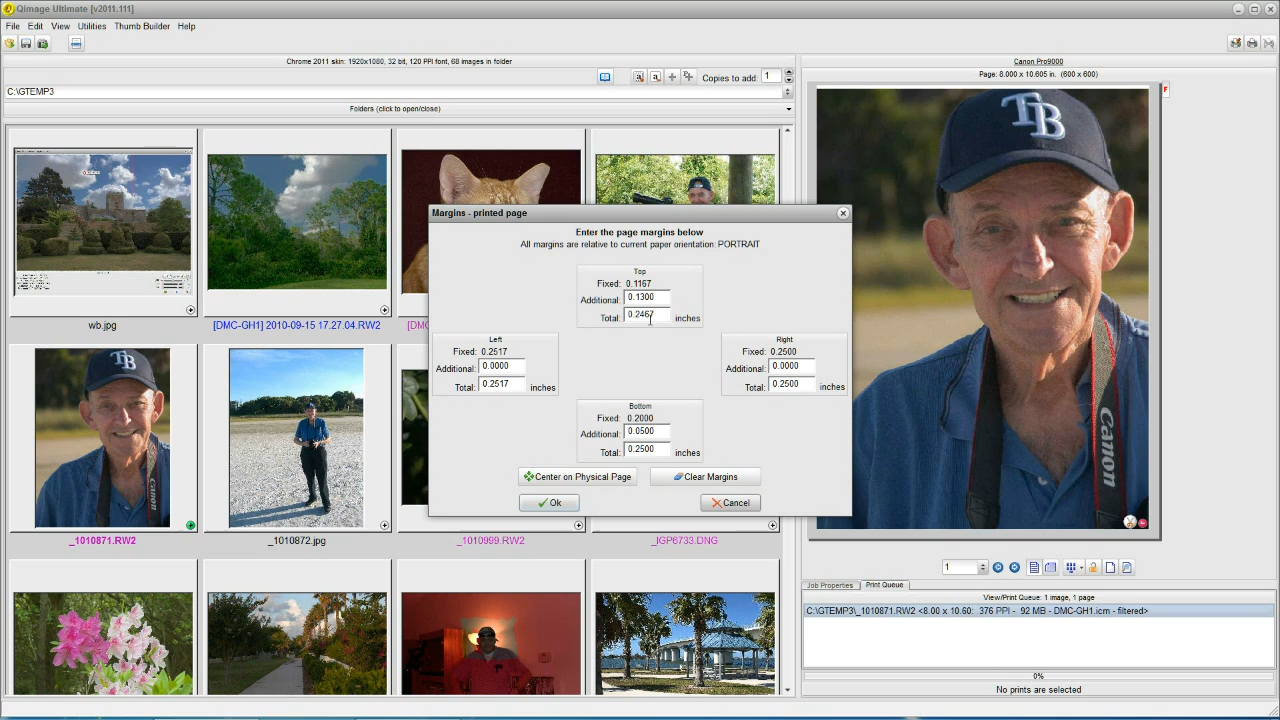 Qimage Ultimate [v2011.111]
File Edit View Utilities Thumb Builder Help
Chrome 2011 skin: 1920x1080, 32 bit, 120 PPI font, 68 images in folder
Copies to add: 1
C:\GTEMP3
Folders (click to open/close)
wb.jpg
[DMC-GH1] 2010-09-15 17.27.04.RW2
_1010871.RW2
_1010872.jpg
_1010999.RW2
_IGP6733.DNG
Canon
Margins - printed page
Enter the page margins below
All margins are relative to current paper orientation: PORTRAIT
Top
Fixed: 0.1167
Additional: 0.1300
Total: 0.2467 inches
Left
Fixed: 0.2517
Additional: 0.0000
Total: 0.2517 inches
Right
Fixed: 0.2500
Additional: 0.0000
Total: 0.2500 inches
Bottom
Fixed: 0.2000
Additional: 0.0500
Total: 0.2500 inches
Center on Physical Page
Clear Margins
Ok
Cancel
Canon Pro9000
Page: 8.000 x 10.605 in. (600 x 600)
F
TB
Canon
1
Job Properties Print Queue
View/Print Queue: 1 image, 1 page
C:\GTEMP3\_1010871.RW2 <8.00 x 10.60: 376 PPI - 92 MB - DMC-GH1.icm - filtered>
0%
No prints are selected